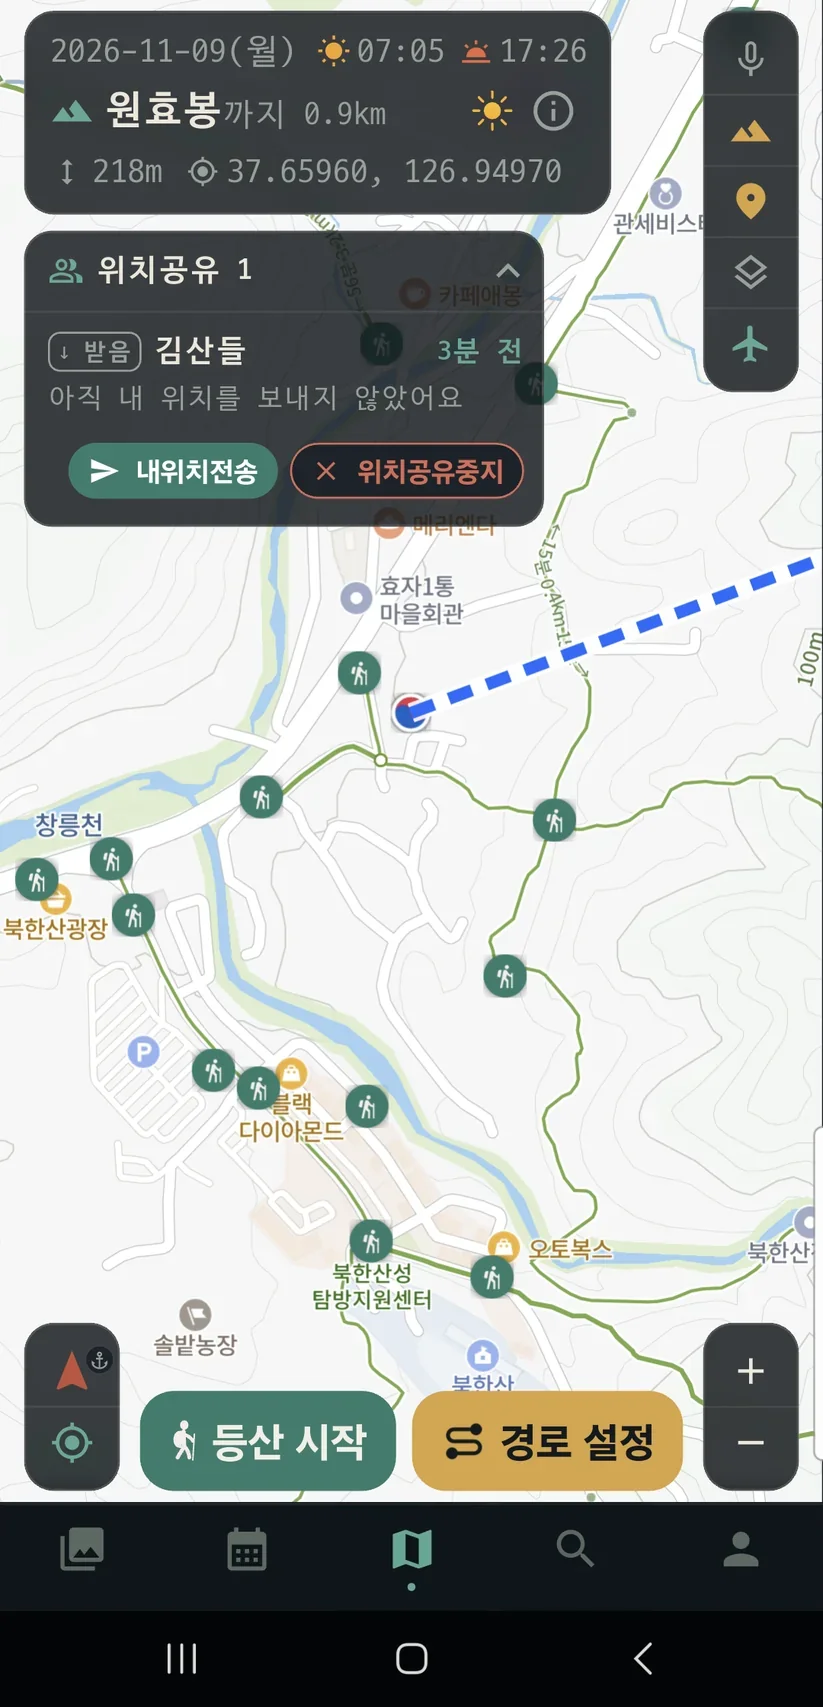 2026-11-09(월) 07:05 17:26
원효봉까지 0.9km
218m 37.65960, 126.94970
관세비스
위치공유 1
카페애몽
↓ 받음 김산들 3분 전
아직 내 위치를 보내지 않았어요
내위치전송 위치공유중지
메리엔다
효자1통
마을회관
100m
창릉천
북한산광장
P
블랙
다이아몬드
오토복스
북한산
북한산성
탐방지원센터
솔밭농장
북한산
등산 시작 경로 설정